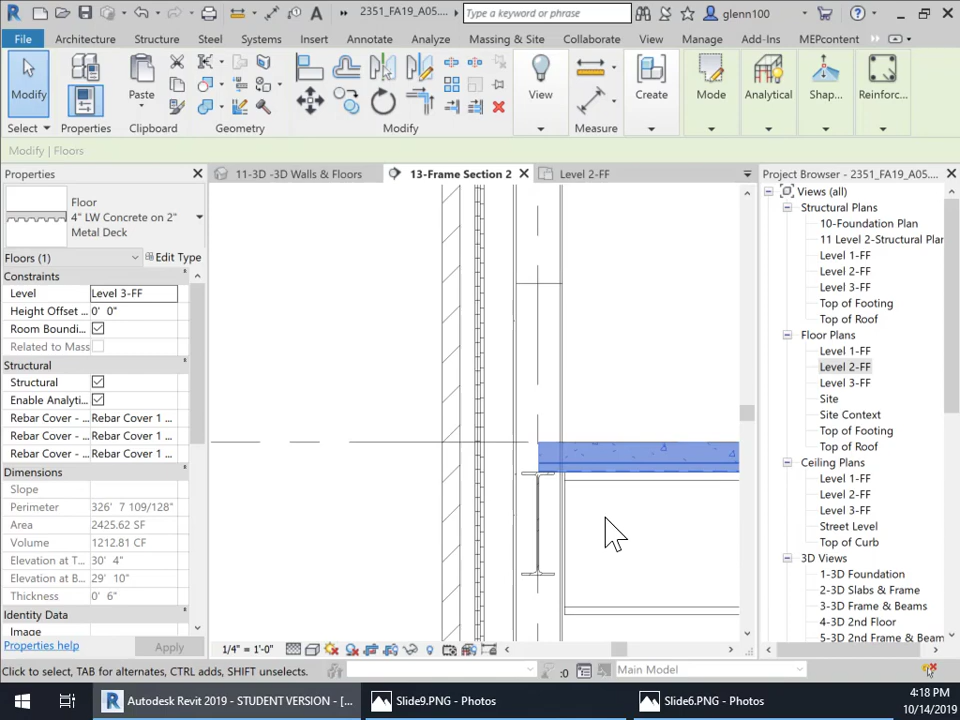 2351_FA19_A05....
Type a keyword or phrase
glenn100
File
Architecture
Structure
Steel
Systems
Insert
Annotate
Analyze
Massing & Site
Collaborate
View
Manage
Add-Ins
MEPcontent
Modify
Paste
View
Create
Mode
Analytical
Shap...
Reinforc...
Select
Properties
Clipboard
Geometry
Modify
Measure
Modify | Floors
Properties
11-3D -3D Walls & Floors
13-Frame Section 2
Level 2-FF
Project Browser - 2351_FA19_A05....
Floor
4" LW Concrete on 2"
Metal Deck
Floors (1)
Edit Type
Constraints
Level Level 3-FF
Height Offset ... 0' 0"
Room Boundi...
Related to Mass
Structural
Structural
Enable Analyti...
Rebar Cover - ... Rebar Cover 1 ...
Rebar Cover - ... Rebar Cover 1 ...
Rebar Cover - ... Rebar Cover 1 ...
Dimensions
Slope
Perimeter 326' 7 109/128"
Area 2425.62 SF
Volume 1212.81 CF
Elevation at T... 30' 4"
Elevation at B... 29' 10"
Thickness 0' 6"
Identity Data
Image
Properties help
Apply
Views (all)
Structural Plans
10-Foundation Plan
11 Level 2-Structural Plan
Level 1-FF
Level 2-FF
Level 3-FF
Top of Footing
Top of Roof
Floor Plans
Level 1-FF
Level 2-FF
Level 3-FF
Site
Site Context
Top of Footing
Top of Roof
Ceiling Plans
Level 1-FF
Level 2-FF
Level 3-FF
Street Level
Top of Curb
3D Views
1-3D Foundation
2-3D Slabs & Frame
3-3D Frame & Beams
4-3D 2nd Floor
5-3D 2nd Frame & Beam
1/4" = 1'-0"
Click to select, TAB for alternates, CTRL adds, SHIFT unselects.
:0
Main Model
Autodesk Revit 2019 - STUDENT VERSION - [...
Slide9.PNG - Photos
Slide6.PNG - Photos
4:18 PM
10/14/2019